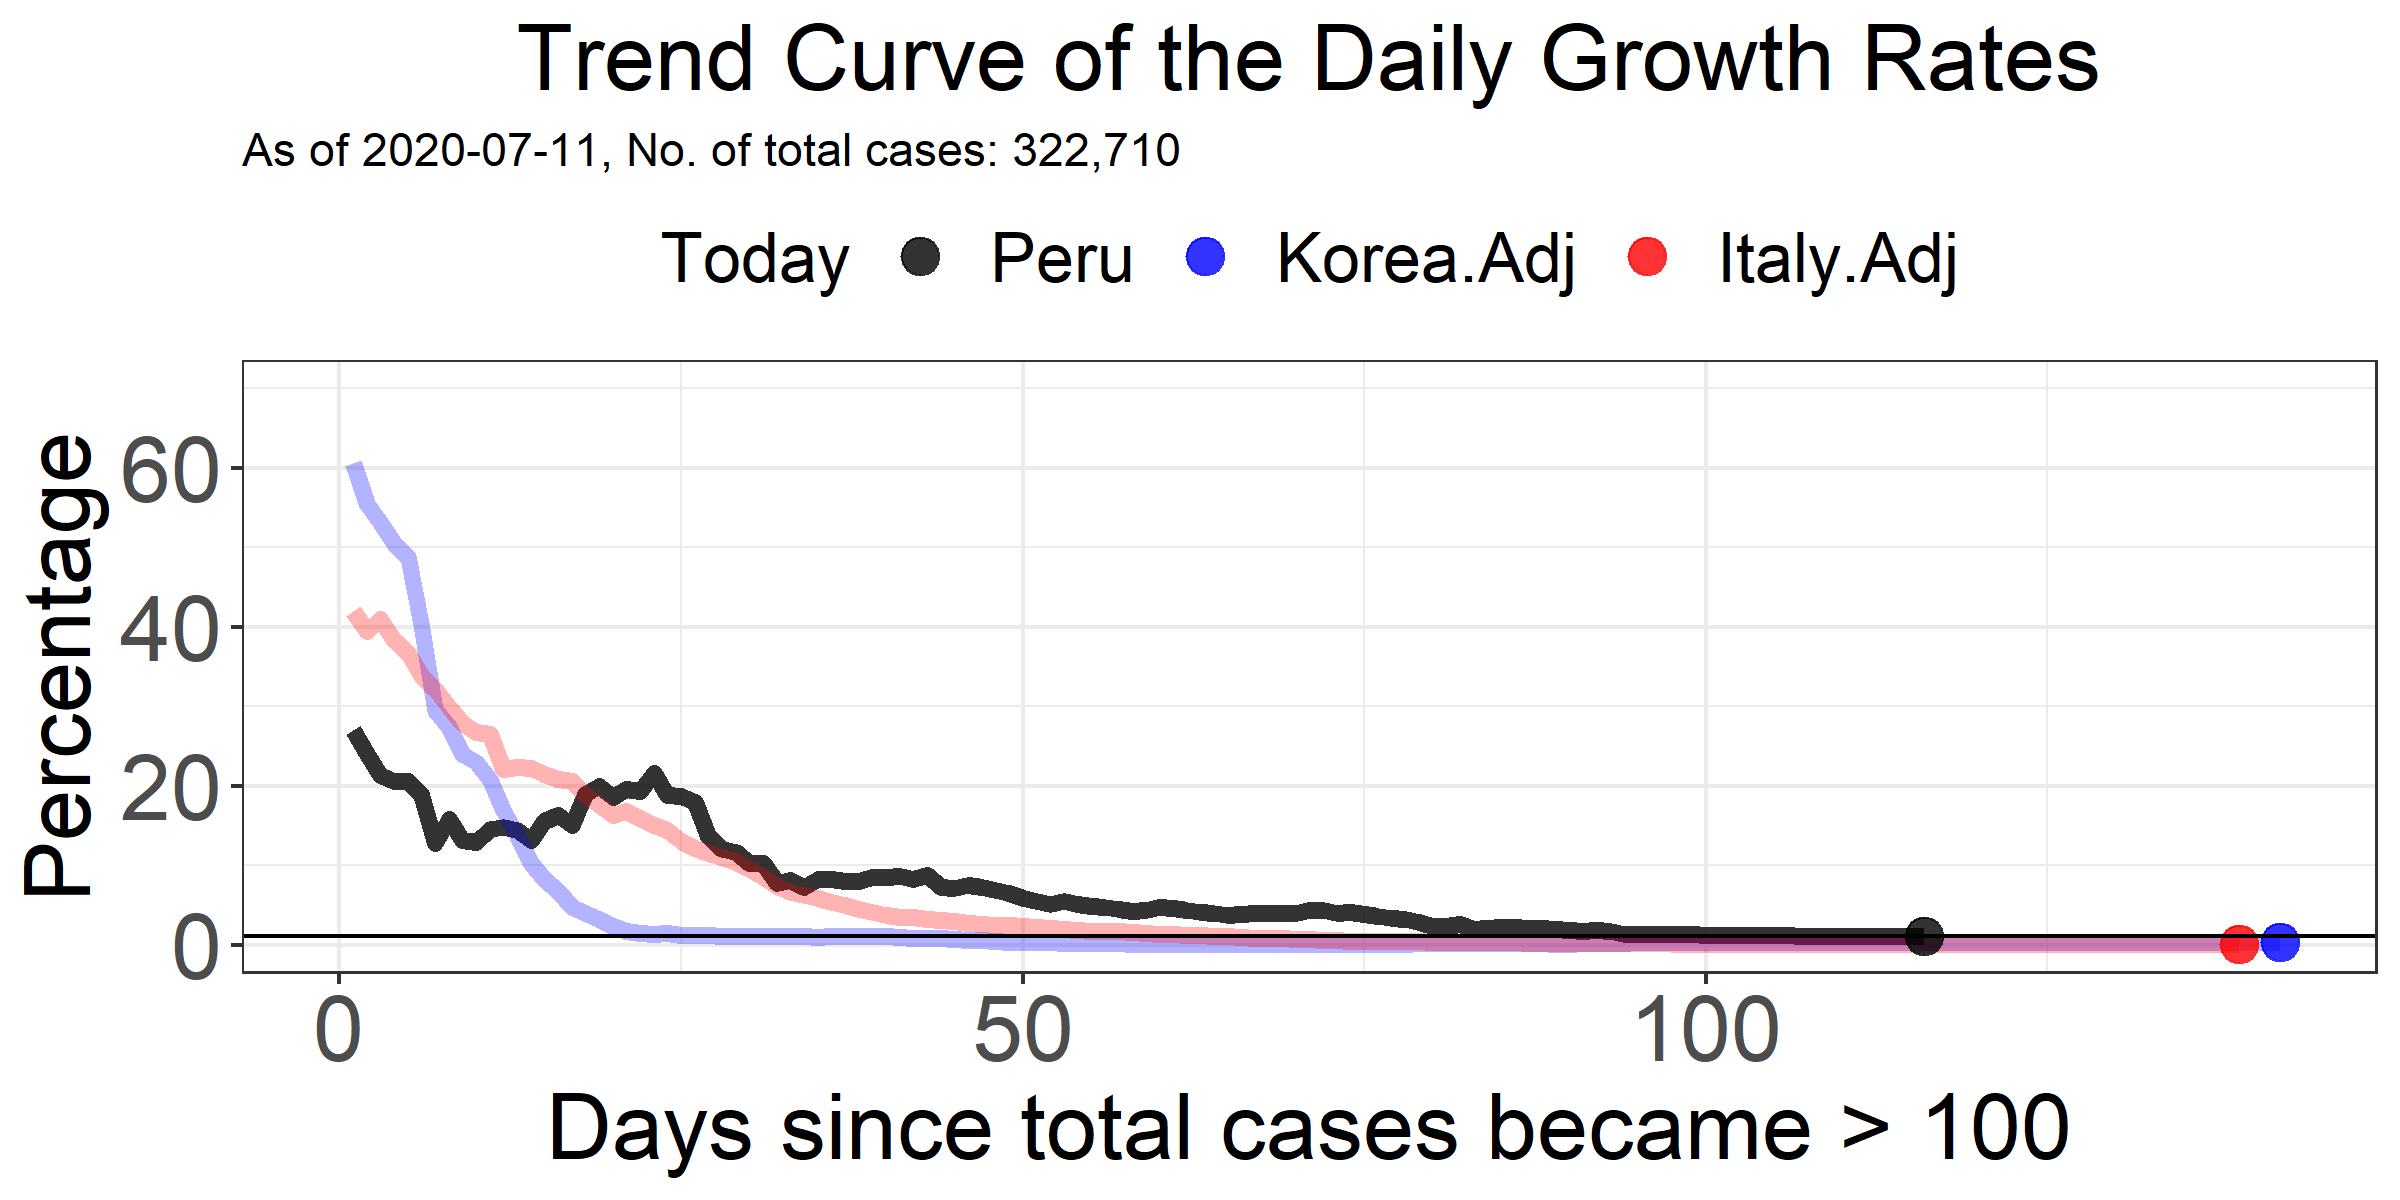 Trend Curve of the Daily Growth Rates
As of 2020-07-11, No. of total cases: 322,710
Today Peru Korea.Adj Italy.Adj
Percentage
60
40
20
0
0 50 100
Days since total cases became > 100